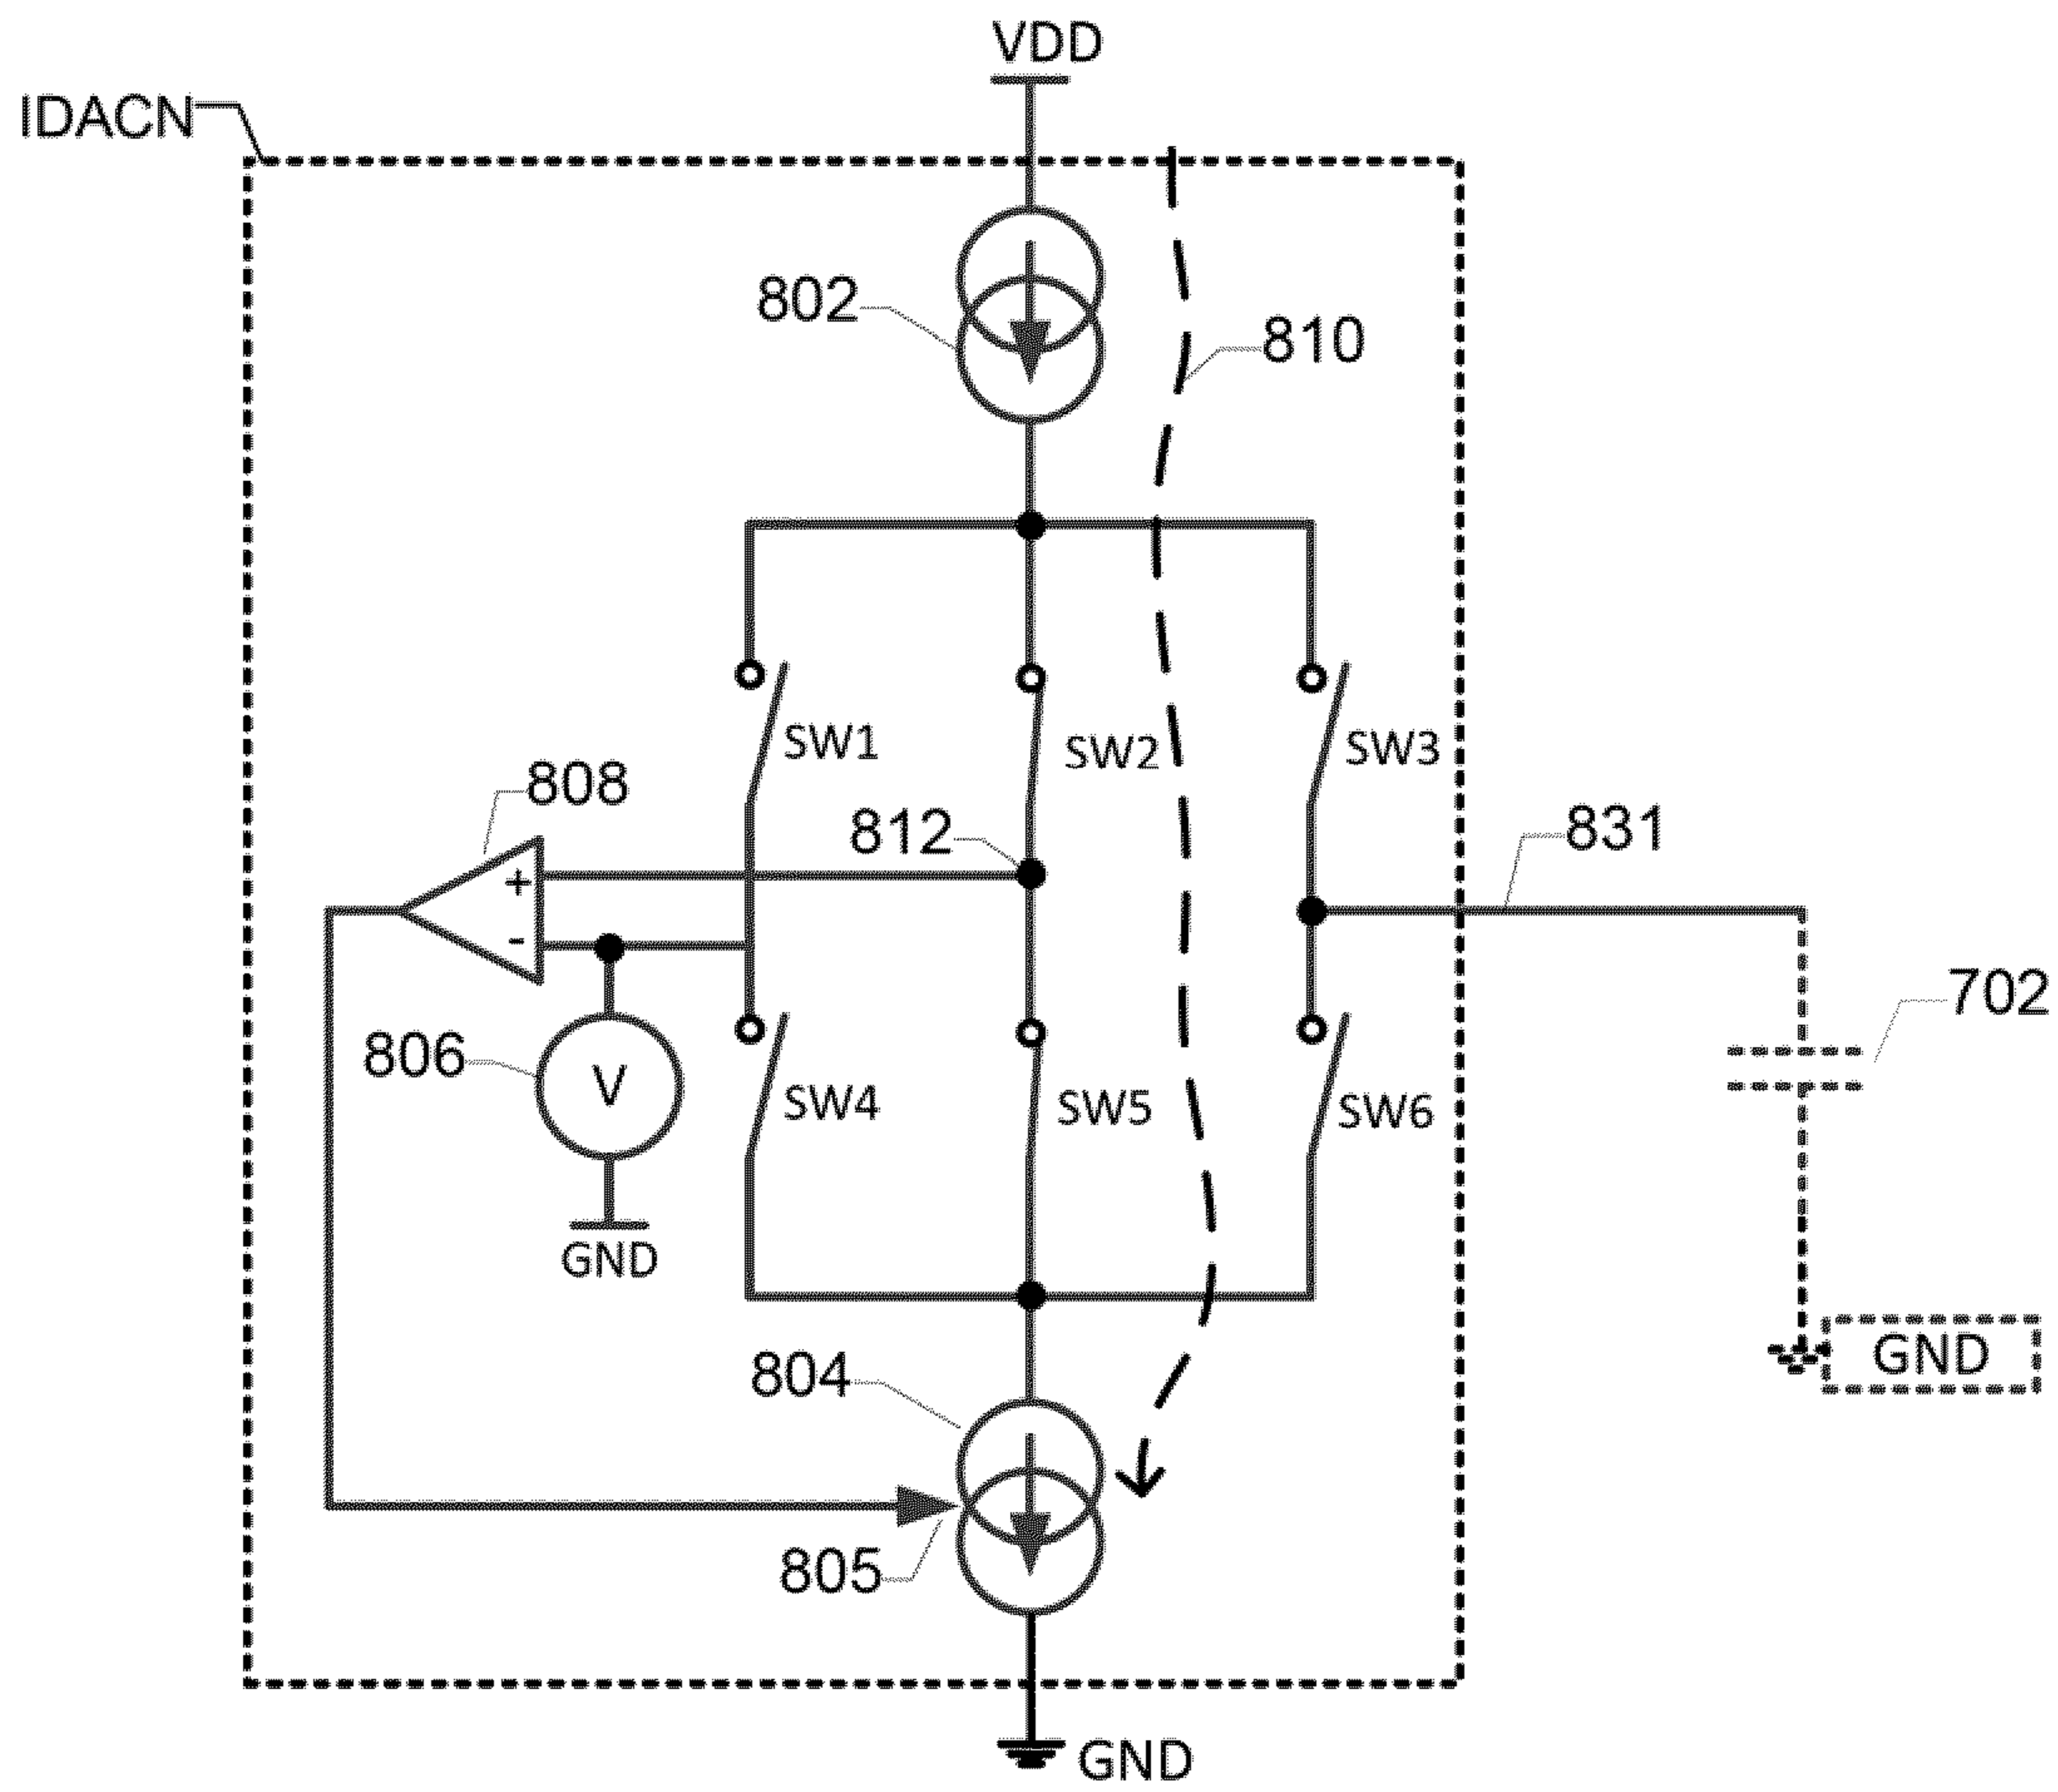 VDD
IDACN
802
810
SW1
SW2
SW3
808
812
831
+
-
702
806
V
SW4
SW5
SW6
GND
804
GND
805
GND